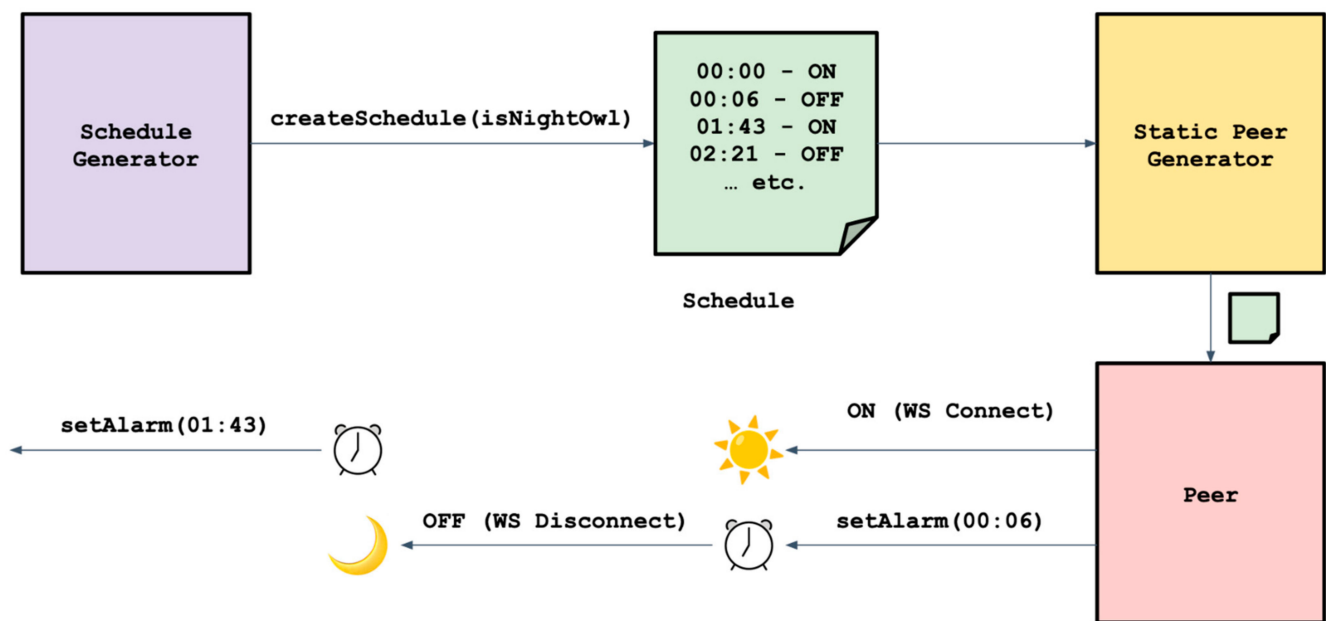 Schedule
Generator
createSchedule(isNightOwl)
00:00 - ON
00:06 - OFF
01:43 - ON
02:21 - OFF
… etc.
Schedule
Static Peer
Generator
setAlarm(01:43)
ON (WS Connect)
OFF (WS Disconnect)
setAlarm(00:06)
Peer